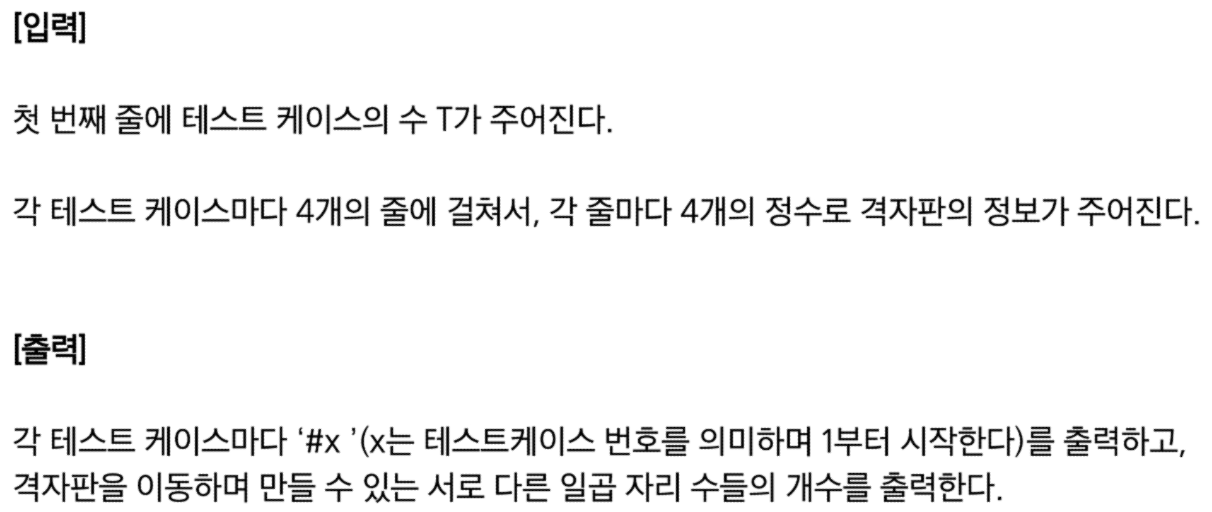 [입력]
첫 번째 줄에 테스트 케이스의 수 T가 주어진다.
각 테스트 케이스마다 4개의 줄에 걸쳐서, 각 줄마다 4개의 정수로 격자판의 정보가 주어진다.
[출력]
각 테스트 케이스마다 ‘#x ’(x는 테스트케이스 번호를 의미하며 1부터 시작한다)를 출력하고,
격자판을 이동하며 만들 수 있는 서로 다른 일곱 자리 수들의 개수를 출력한다.